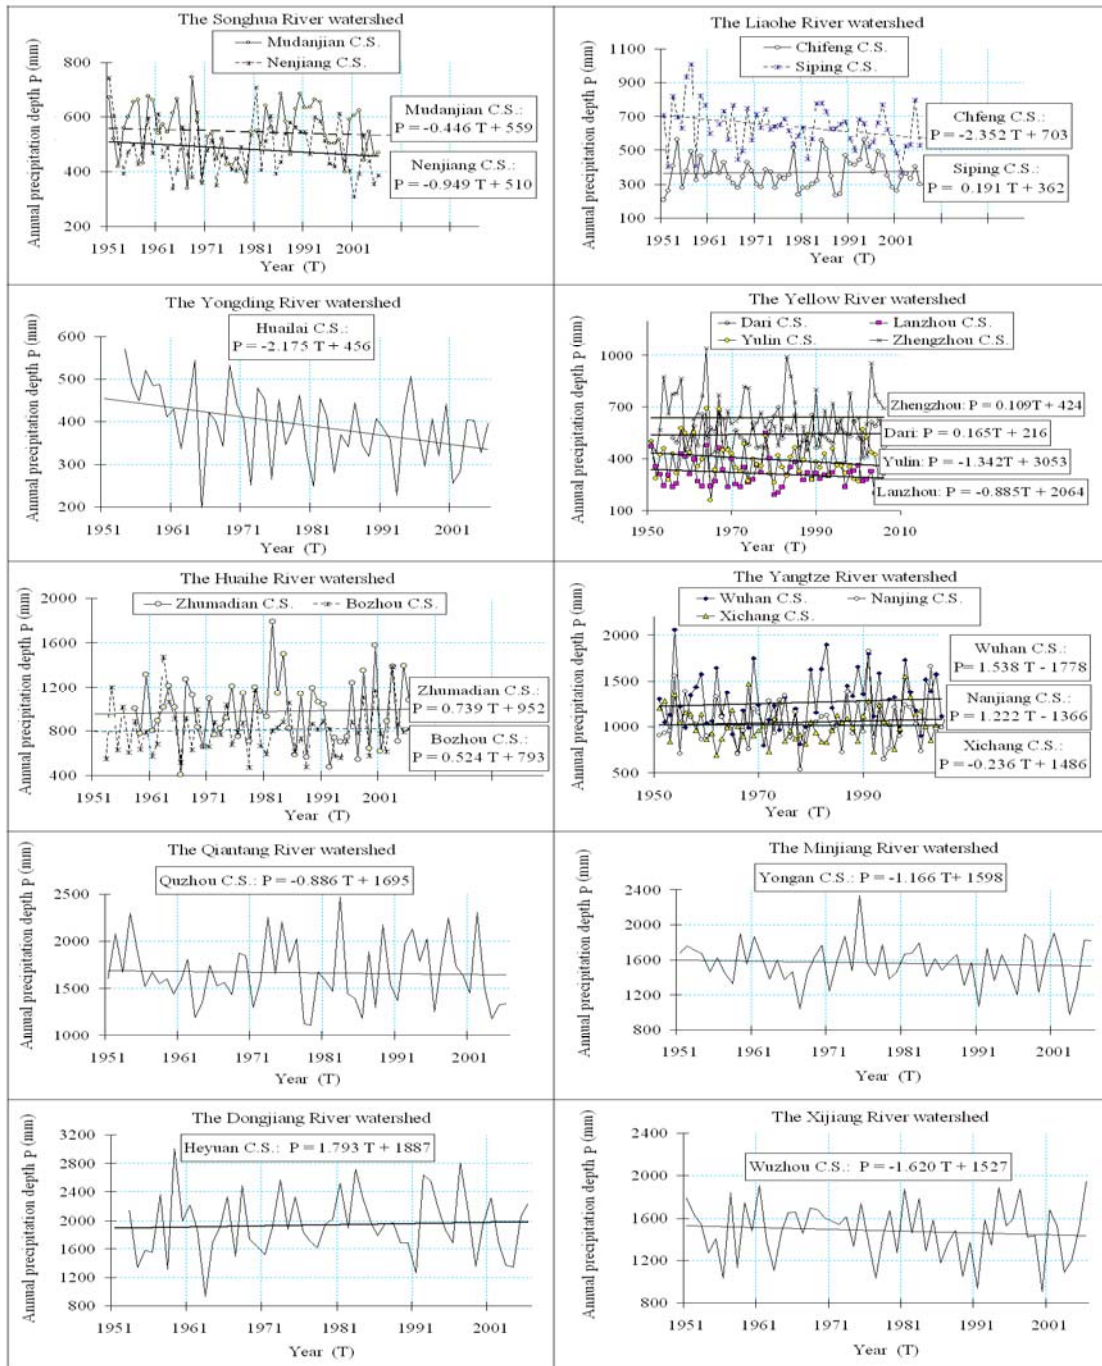 The Songhua River watershed
Mudanjian C.S.
Nenjiang C.S.
Annual precipitation depth P (mm)
800
600
400
200
Mudanjian C.S.:
P = -0.446 T + 559
Nenjiang C.S.:
P = -0.949 T + 510
1951 1961 1971 1981 1991 2001
Year (T)
The Liaohe River watershed
Chifeng C.S.
Siping C.S.
Annual precipitation depth P (mm)
1100
900
700
500
300
100
Chfeng C.S.:
P = -2.352 T + 703
Siping C.S.:
P = 0.191 T + 362
1951 1961 1971 1981 1991 2001
Year (T)
The Yongding River watershed
Huailai C.S.:
P = -2.175 T + 456
Annual precipitation depth P (mm)
600
500
400
300
200
1951 1961 1971 1981 1991 2001
Year (T)
The Yellow River watershed
Dari C.S. Lanzhou C.S.
Yulin C.S. Zhengzhou C.S.
Annual precipitation depth P (mm)
1000
700
400
100
Zhengzhou: P = 0.109T + 424
Dari: P = 0.165T + 216
Yulin: P = -1.342T + 3053
Lanzhou: P = -0.885T + 2064
1950 1970 1990 2010
Year (T)
The Huaihe River watershed
Zhumadian C.S. Bozhou C.S.
Annual precipitation depth P (mm)
2000
1600
1200
800
400
Zhumadian C.S.:
P = 0.739 T + 952
Bozhou C.S.:
P = 0.524 T + 793
1951 1961 1971 1981 1991 2001
Year (T)
The Yangtze River watershed
Wuhan C.S. Nanjing C.S.
Xichang C.S.
Annual precipitation depth P (mm)
2000
1500
1000
500
Wuhan C.S.:
P= 1.538 T - 1778
Nanjiang C.S.:
P = 1.222 T - 1366
Xichang C.S.:
P = -0.236 T + 1486
1950 1970 1990
Year (T)
The Qiantang River watershed
Quzhou C.S.: P = -0.886 T + 1695
Annual precipitation depth P (mm)
2500
2000
1500
1000
1951 1961 1971 1981 1991 2001
Year (T)
The Minjiang River watershed
Yongan C.S.: P = -1.166 T+ 1598
Annual precipitation depth P (mm)
2400
1600
800
1951 1961 1971 1981 1991 2001
Year (T)
The Dongjiang River watershed
Heyuan C.S.: P = 1.793 T + 1887
Annual precipitation depth P (mm)
3200
2800
2400
2000
1600
1200
800
1951 1961 1971 1981 1991 2001
Year (T)
The Xijiang River watershed
Wuzhou C.S.: P = -1.620 T + 1527
Annual precipitation depth P (mm)
2400
2000
1600
1200
800
1951 1961 1971 1981 1991 2001
Year (T)